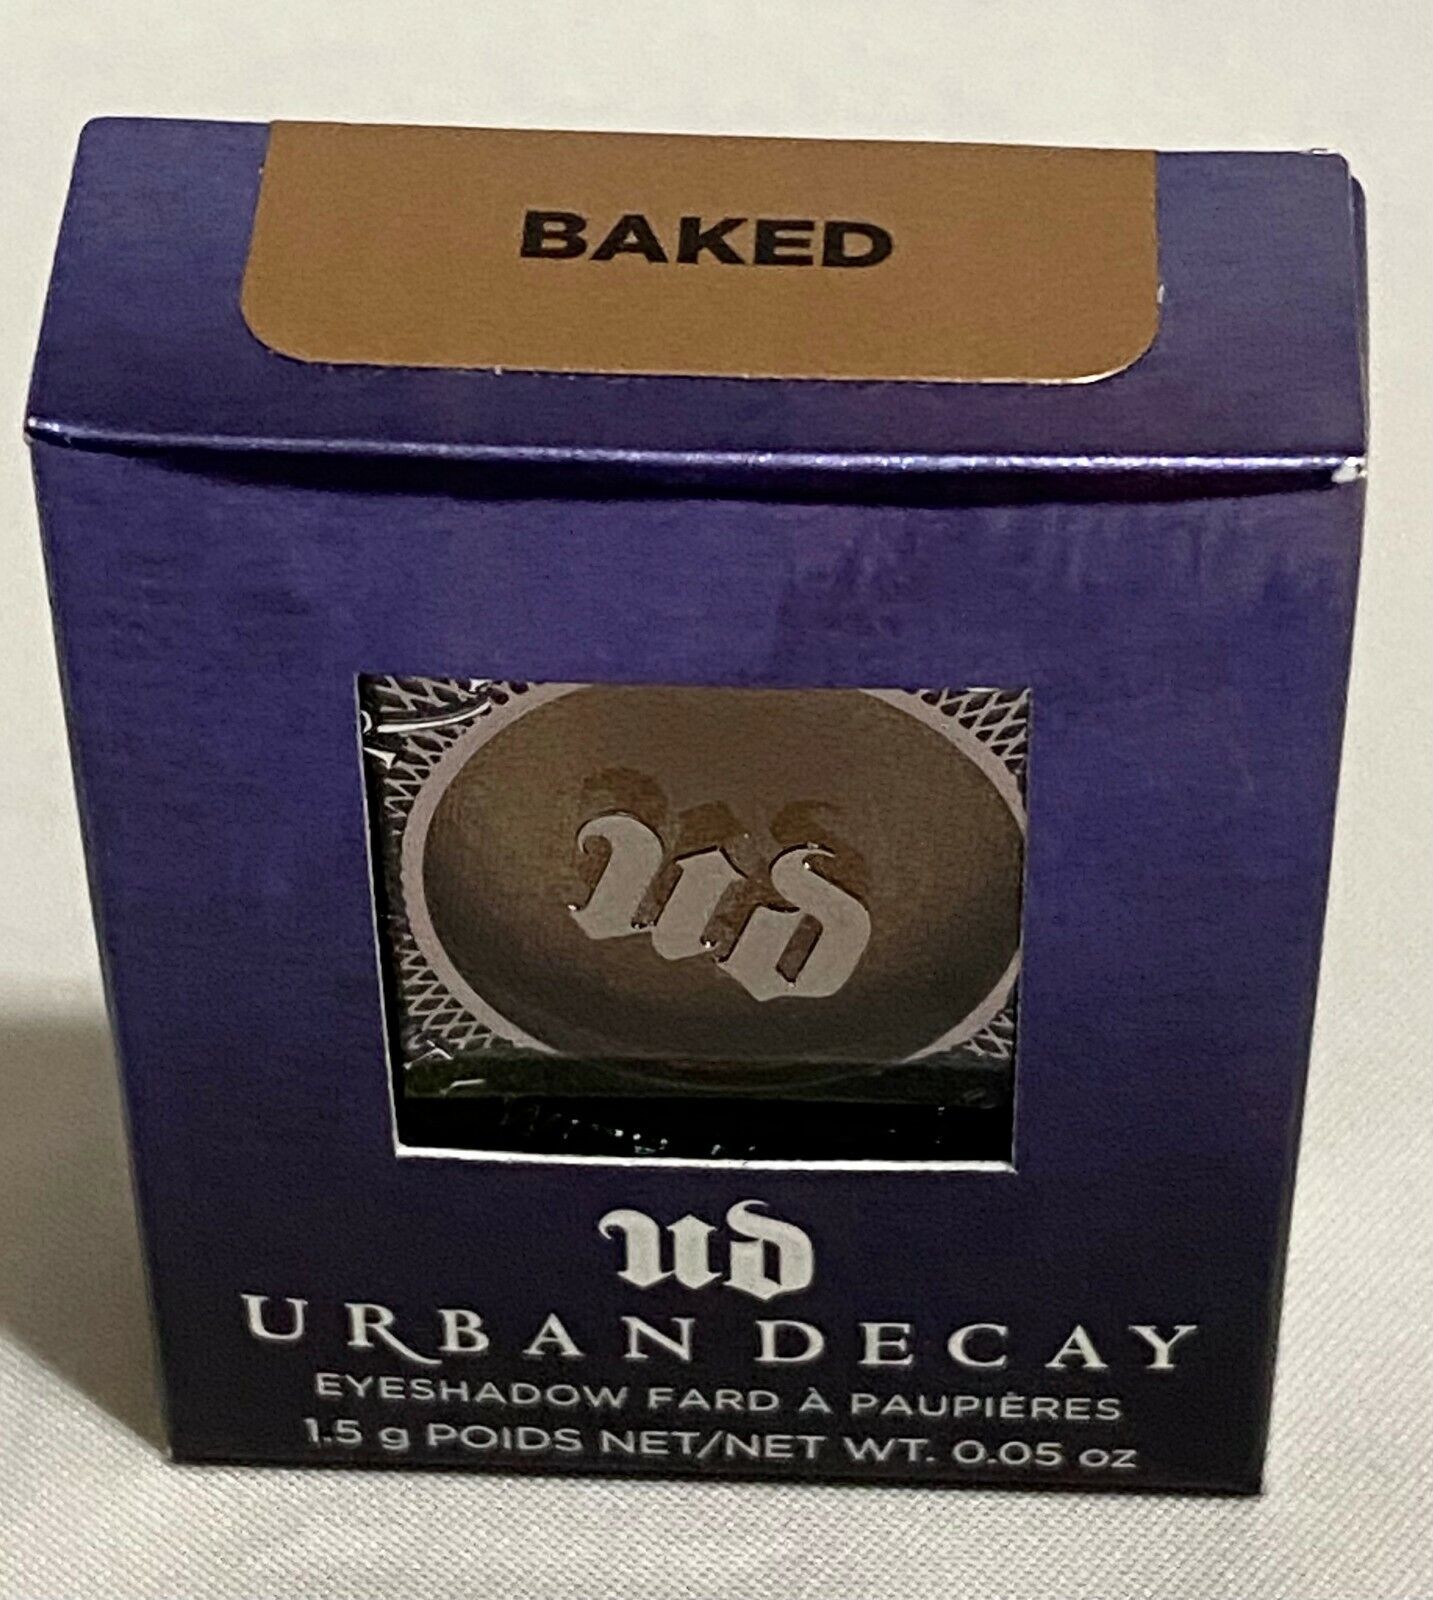 BAKED
ud
ud
URBAN DECAY
EYESHADOW FARD À PAUPIÈRES
1.5 g POIDS NET/NET WT. 0.05 oz